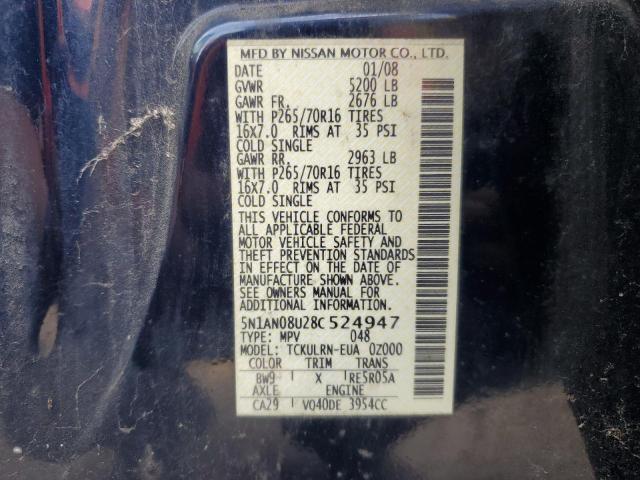 MFD BY NISSAN MOTOR CO., LTD.
DATE 01/08
GVWR 5200 LB
GAWR FR. 2676 LB
WITH P265/70R16 TIRES
16X7.0 RIMS AT 35 PSI
COLD SINGLE
GAWR RR. 2963 LB
WITH P265/70R16 TIRES
16X7.0 RIMS AT 35 PSI
COLD SINGLE
THIS VEHICLE CONFORMS TO
ALL APPLICABLE FEDERAL
MOTOR VEHICLE SAFETY AND
THEFT PREVENTION STANDARDS
IN EFFECT ON THE DATE OF
MANUFACTURE SHOWN ABOVE.
SEE OWNERS MANUAL FOR
ADDITIONAL INFORMATION.
5N1AN08U28C524947
TYPE: MPV 048
MODEL: TCKULRN-EUA 0Z000
COLOR TRIM TRANS
BW9 X RE5R05A
AXLE ENGINE
CA29 VQ40DE 3954CC